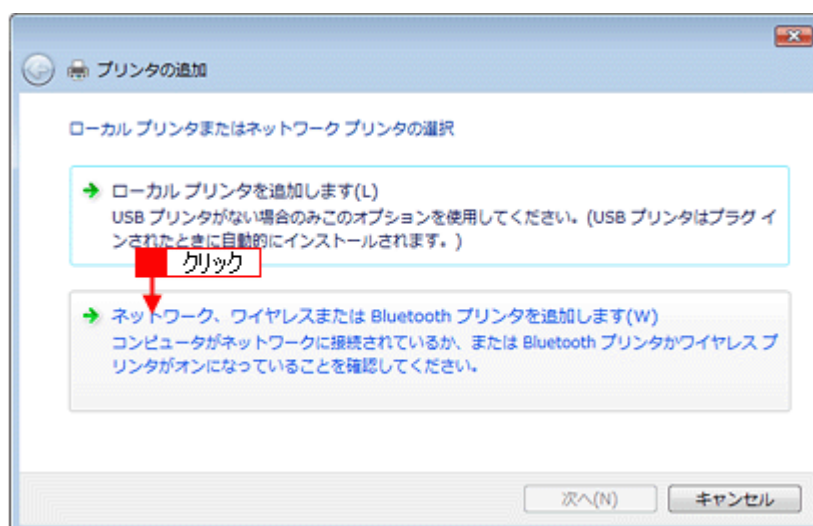 プリンタの追加
ローカル プリンタまたはネットワーク プリンタの選択
ローカル プリンタを追加します(L)
USB プリンタがない場合のみこのオプションを使用してください。(USB プリンタはプラグ イ
ンされたときに自動的にインストールされます。)
クリック
ネットワーク、ワイヤレスまたは Bluetooth プリンタを追加します(W)
コンピュータがネットワークに接続されているか、または Bluetooth プリンタかワイヤレス プ
リンタがオンになっていることを確認してください。
次へ(N)
キャンセル